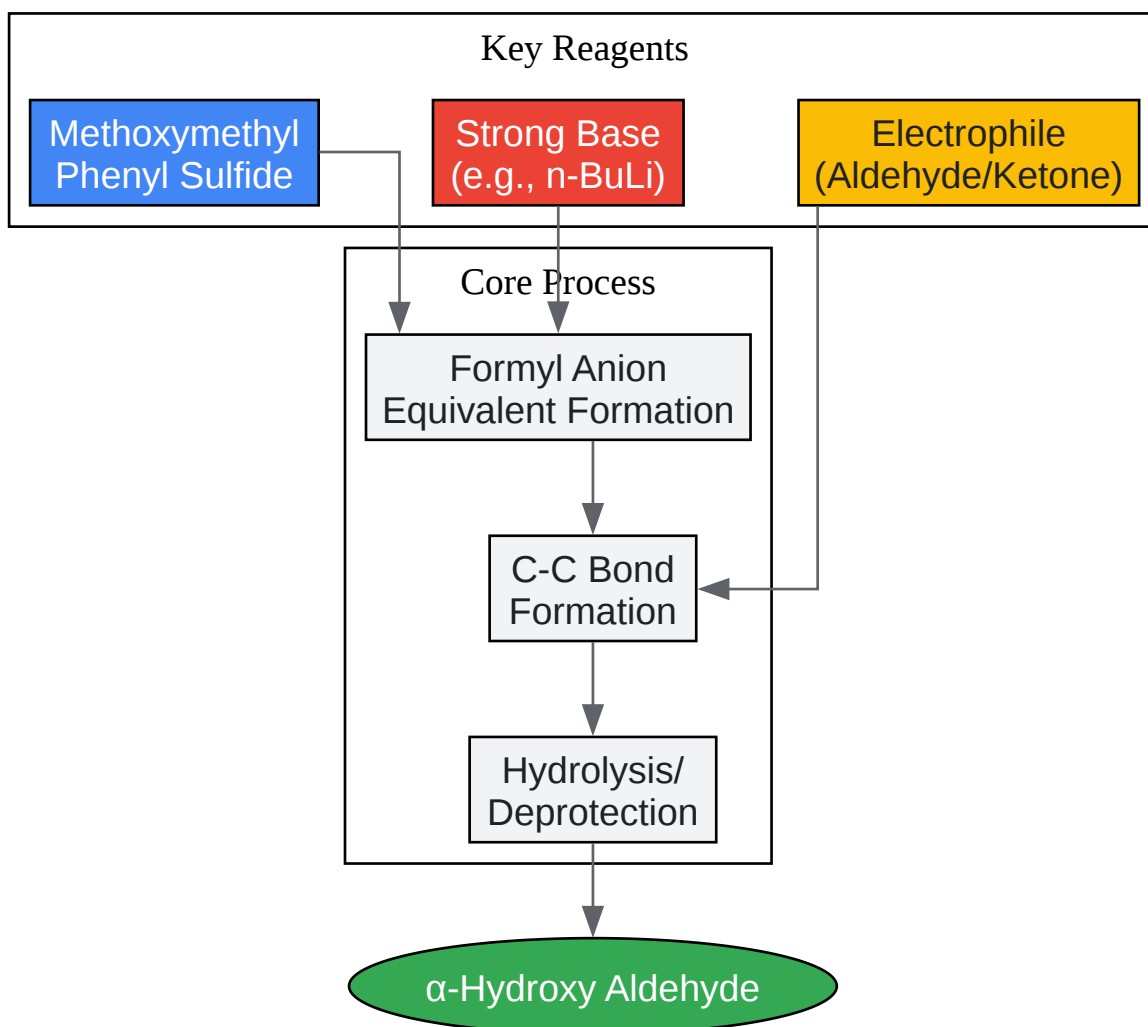 Key Reagents
Methoxymethyl
Phenyl Sulfide
Strong Base
(e.g., n-BuLi)
Electrophile
(Aldehyde/Ketone)
Core Process
Formyl Anion
Equivalent Formation
C-C Bond
Formation
Hydrolysis/
Deprotection
α-Hydroxy Aldehyde